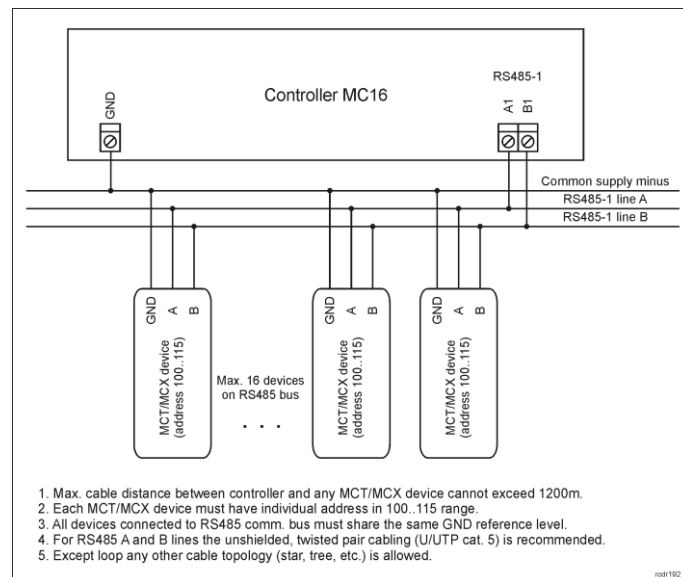 Controller MC16
RS485-1
GND
A1
B1
Common supply minus
RS485-1 line A
RS485-1 line B
GND
A
B
MCT/MCX device
(address 100..115)
Max. 16 devices
on RS485 bus
. . .
GND
A
B
MCT/MCX device
(address 100..115)
GND
A
B
MCT/MCX device
(address 100..115)
1. Max. cable distance between controller and any MCT/MCX device cannot exceed 1200m.
2. Each MCT/MCX device must have individual address in 100..115 range.
3. All devices connected to RS485 comm. bus must share the same GND reference level.
4. For RS485 A and B lines the unshielded, twisted pair cabling (U/UTP cat. 5) is recommended.
5. Except loop any other cable topology (star, tree, etc.) is allowed.